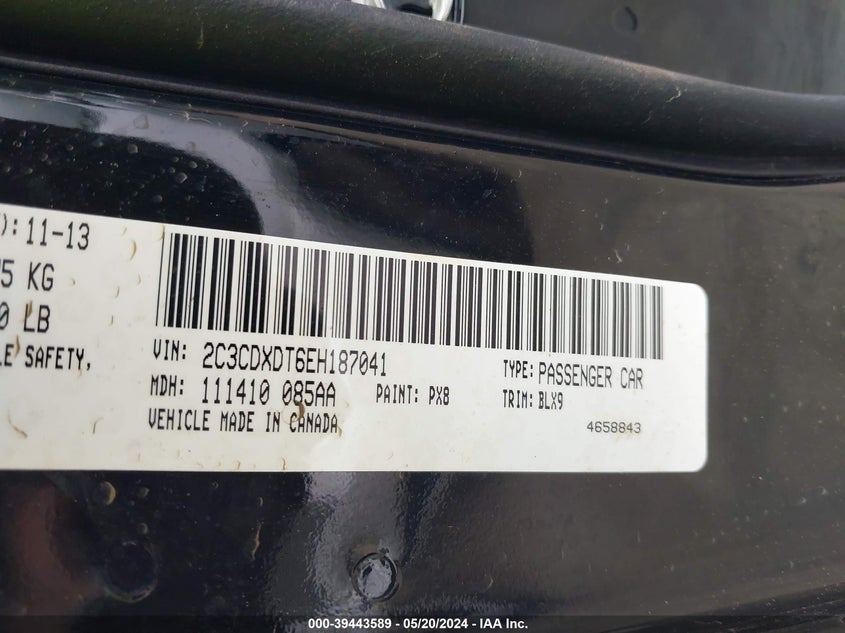 ): 11-13
5 KG
0 LB
LE SAFETY,
VIN: 2C3CDXDT6EH187041
TYPE: PASSENGER CAR
MDH: 111410 085AA
PAINT: PX8
TRIM: BLX9
VEHICLE MADE IN CANADA
4658843
000-39443589 - 05/20/2024 - IAA Inc.